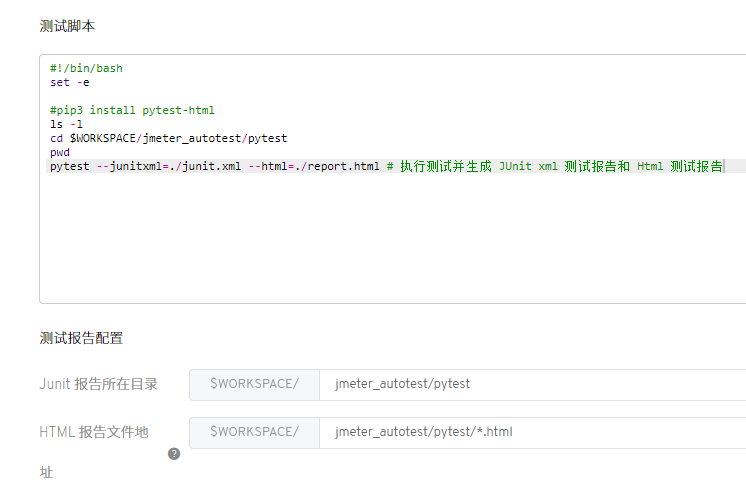 测试脚本
#!/bin/bash
set -e
#pip3 install pytest-html
ls -l
cd $WORKSPACE/jmeter_autotest/pytest
pwd
pytest --junitxml=./junit.xml --html=./report.html # 执行测试并生成 JUnit xml 测试报告和 Html 测试报告
测试报告配置
Junit 报告所在目录 $WORKSPACE/ jmeter_autotest/pytest
HTML 报告文件地 $WORKSPACE/ jmeter_autotest/pytest/*.html
?
址